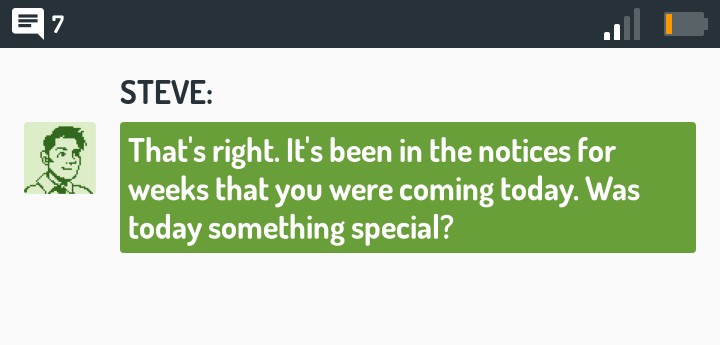 7
STEVE:
That's right. It's been in the notices for
weeks that you were coming today. Was
today something special?